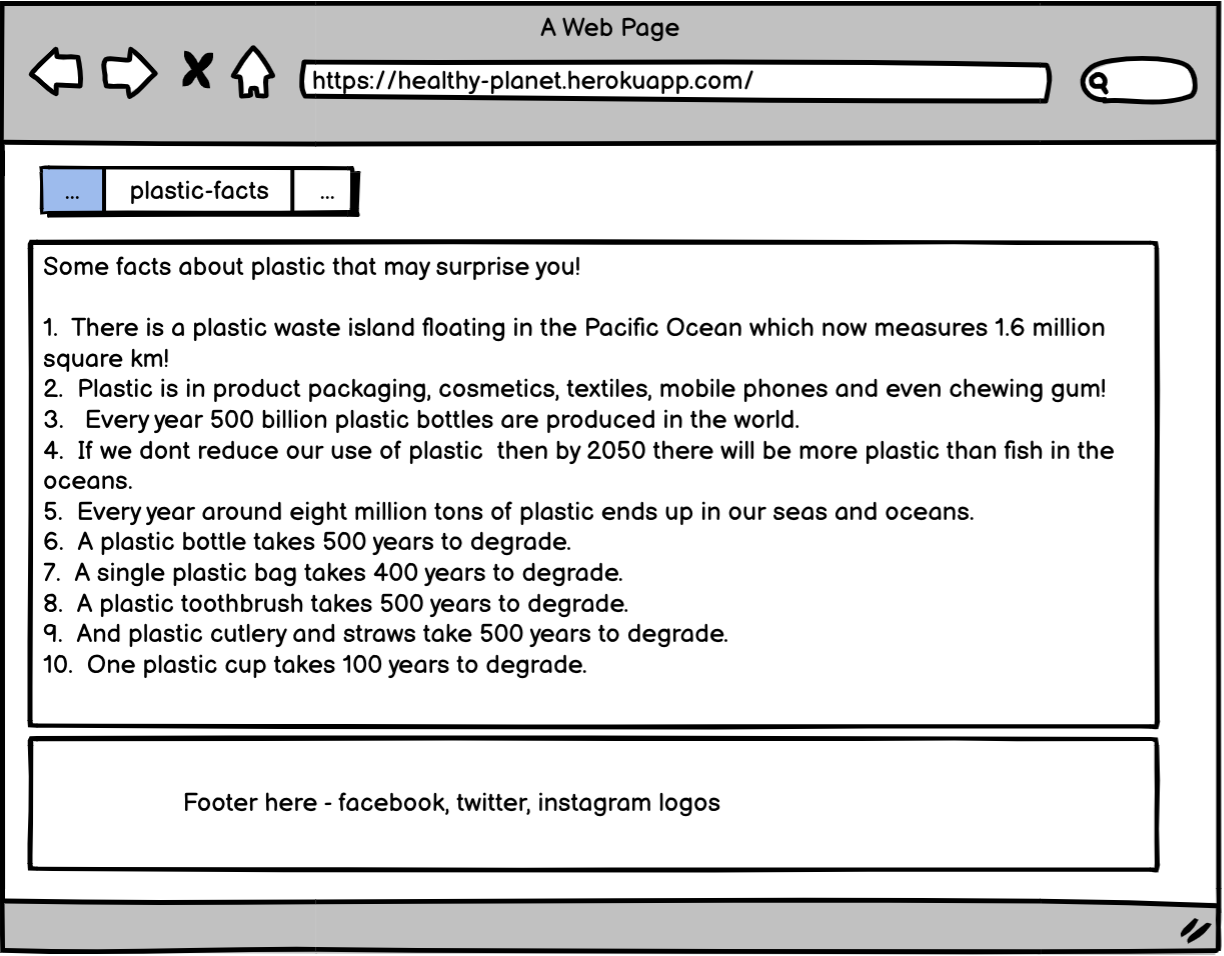 A Web Page
https://healthy-planet.herokuapp.com/
... plastic-facts ...
Some facts about plastic that may surprise you!
1. There is a plastic waste island floating in the Pacific Ocean which now measures 1.6 million
square km!
2. Plastic is in product packaging, cosmetics, textiles, mobile phones and even chewing gum!
3. Every year 500 billion plastic bottles are produced in the world.
4. If we dont reduce our use of plastic then by 2050 there will be more plastic than fish in the
oceans.
5. Every year around eight million tons of plastic ends up in our seas and oceans.
6. A plastic bottle takes 500 years to degrade.
7. A single plastic bag takes 400 years to degrade.
8. A plastic toothbrush takes 500 years to degrade.
9. And plastic cutlery and straws take 500 years to degrade.
10. One plastic cup takes 100 years to degrade.
Footer here - facebook, twitter, instagram logos